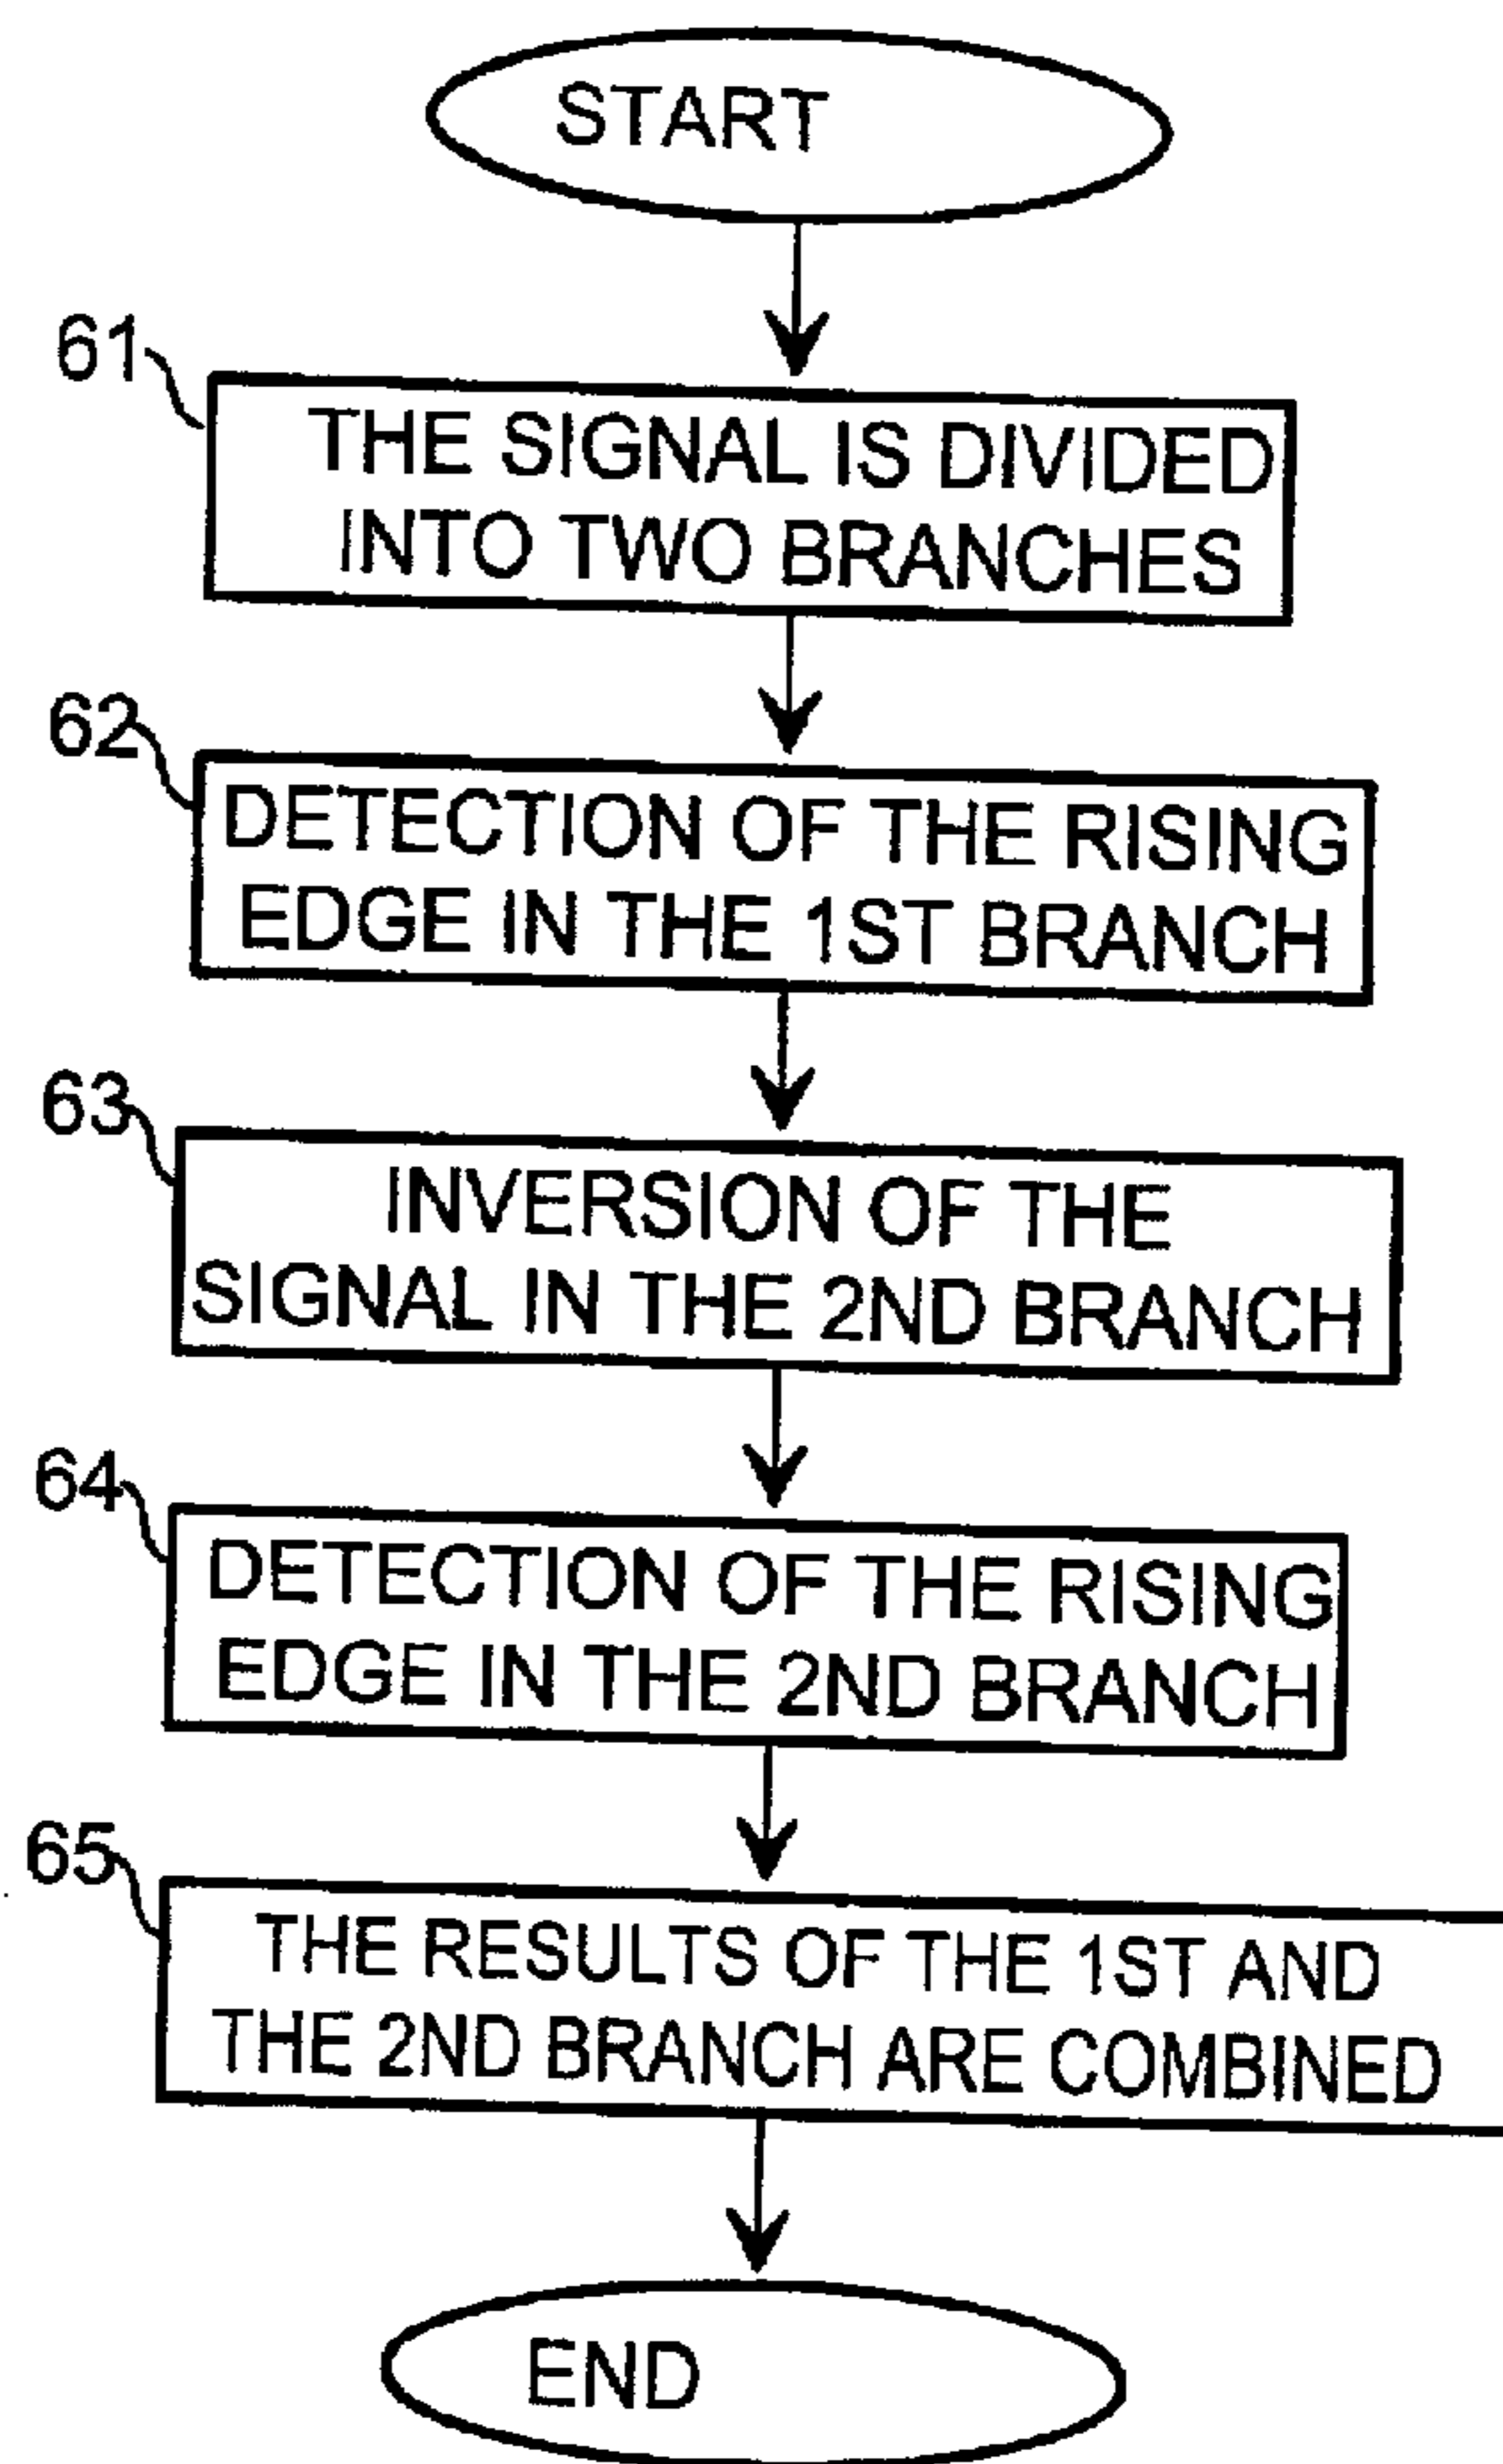 START
61
THE SIGNAL IS DIVIDED
INTO TWO BRANCHES
62
DETECTION OF THE RISING
EDGE IN THE 1ST BRANCH
63
INVERSION OF THE
SIGNAL IN THE 2ND BRANCH
64
DETECTION OF THE RISING
EDGE IN THE 2ND BRANCH
65
THE RESULTS OF THE 1ST AND
THE 2ND BRANCH ARE COMBINED
END